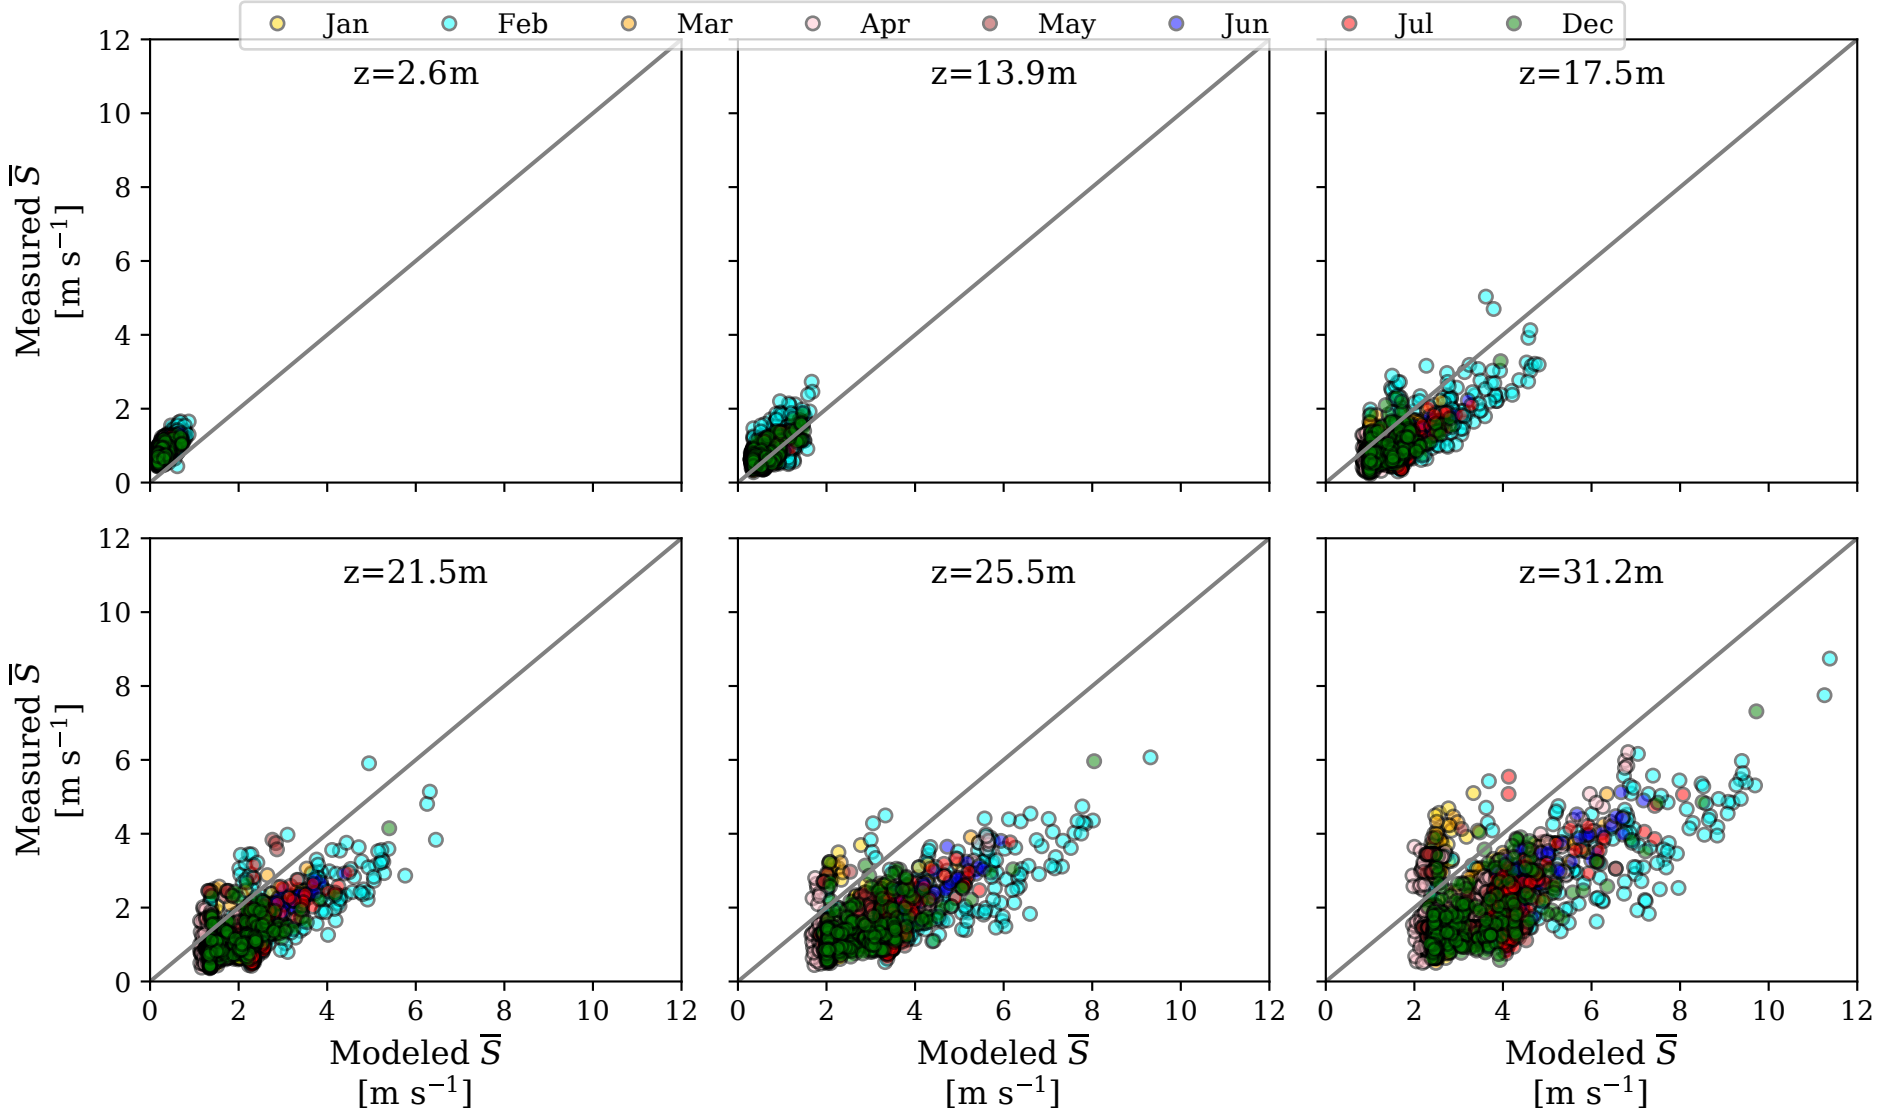 Jan Feb Mar Apr May Jun Jul Dec
z=2.6m
z=13.9m
z=17.5m
12
10
8
6
4
2
0
Measured S̅
[m s⁻¹]
z=21.5m
z=25.5m
z=31.2m
12
10
8
6
4
2
0
Measured S̅
[m s⁻¹]
0 2 4 6 8 10 12
0 2 4 6 8 10 12
0 2 4 6 8 10 12
Modeled S̅
[m s⁻¹]
Modeled S̅
[m s⁻¹]
Modeled S̅
[m s⁻¹]